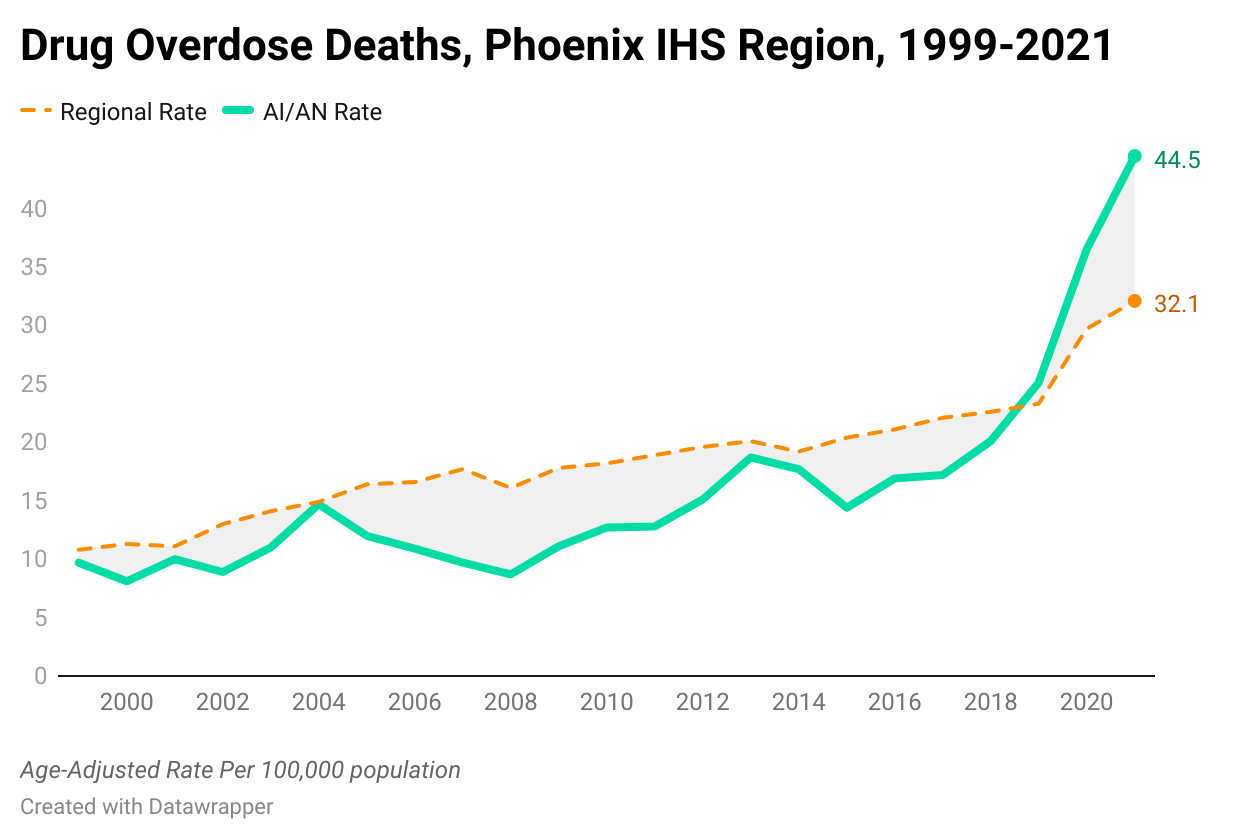 Drug Overdose Deaths, Phoenix IHS Region, 1999-2021
Regional Rate AI/AN Rate
44.5
40
35
32.1
30
25
20
15
10
5
0
2000 2002 2004 2006 2008 2010 2012 2014 2016 2018 2020
Age-Adjusted Rate Per 100,000 population
Created with Datawrapper